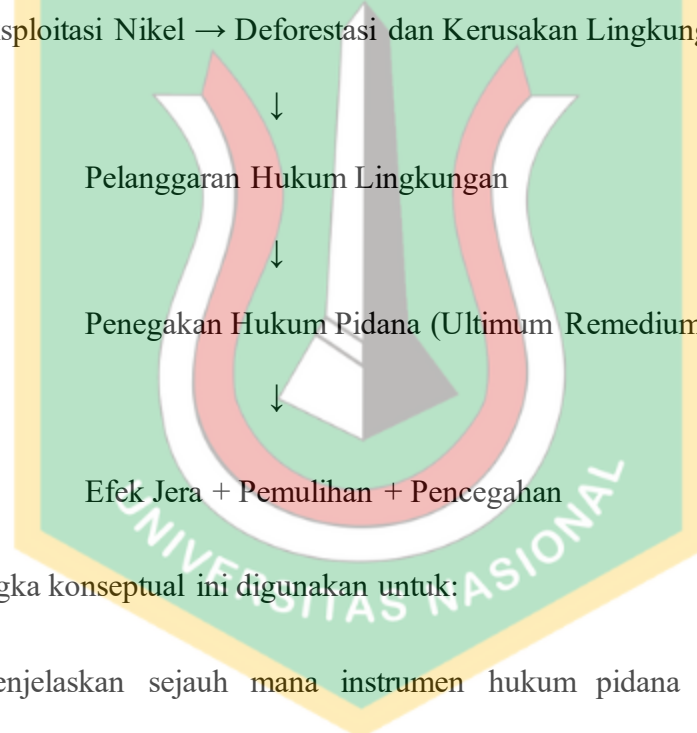 sploitasi Nikel → Deforestasi dan Kerusakan Lingkung
↓
Pelanggaran Hukum Lingkungan
↓
Penegakan Hukum Pidana (Ultimum Remedium
↓
Efek Jera + Pemulihan + Pencegahan
UNIVERSITAS NASIONAL
gka konseptual ini digunakan untuk:
enjelaskan sejauh mana instrumen hukum pidana